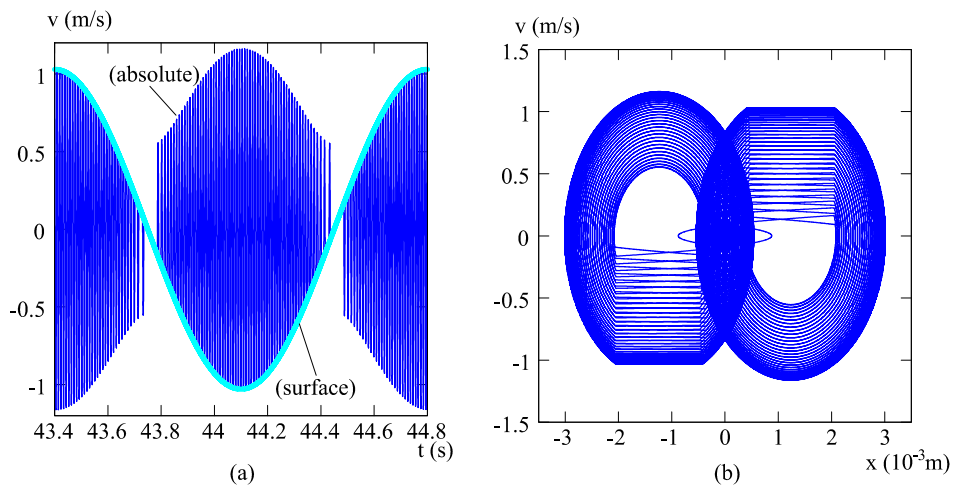 v (m/s)
1
0.5
0
-0.5
-1
(absolute)
(surface)
43.4 43.6 43.8 44 44.2 44.4 44.6 44.8
t (s)
(a)
v (m/s)
1.5
1
0.5
0
-0.5
-1
-1.5
-3 -2 -1 0 1 2 3
x (10⁻³m)
(b)